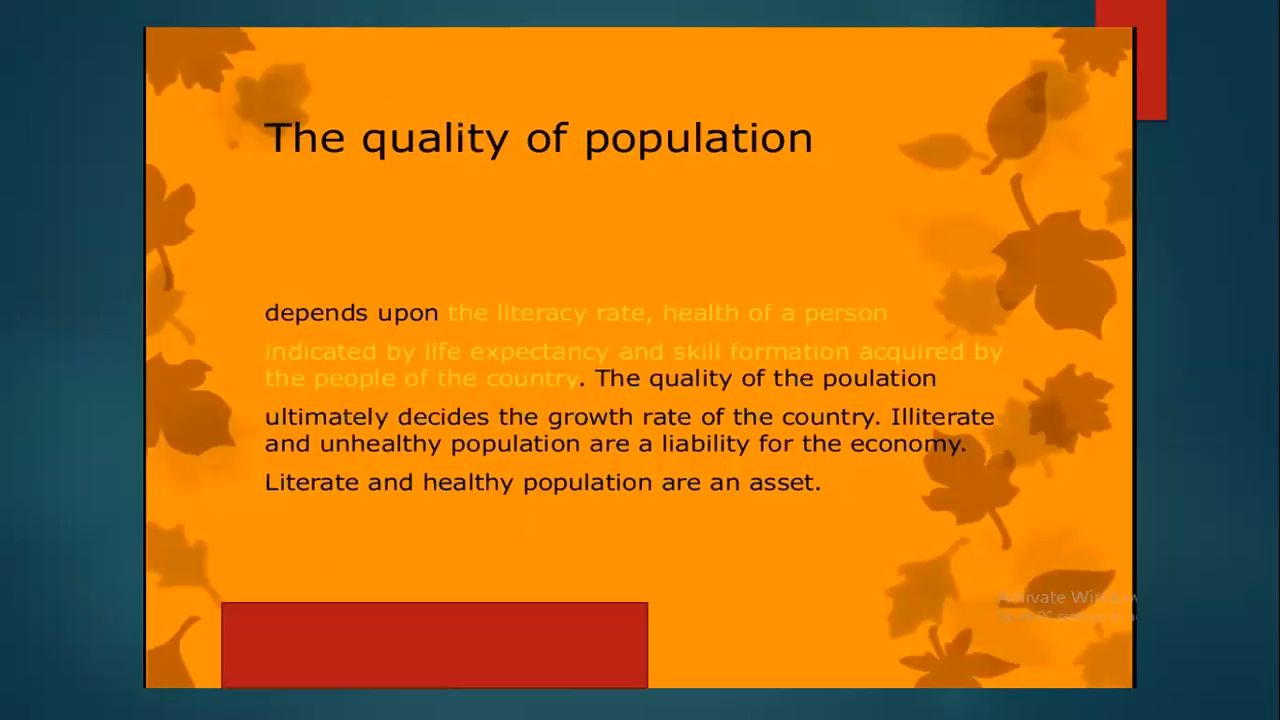 The quality of population
depends upon the literacy rate, health of a person
indicated by life expectancy and skill formation acquired by
the people of the country. The quality of the poulation
ultimately decides the growth rate of the country. Illiterate
and unhealthy population are a liability for the economy.
Literate and healthy population are an asset.
Activate Window